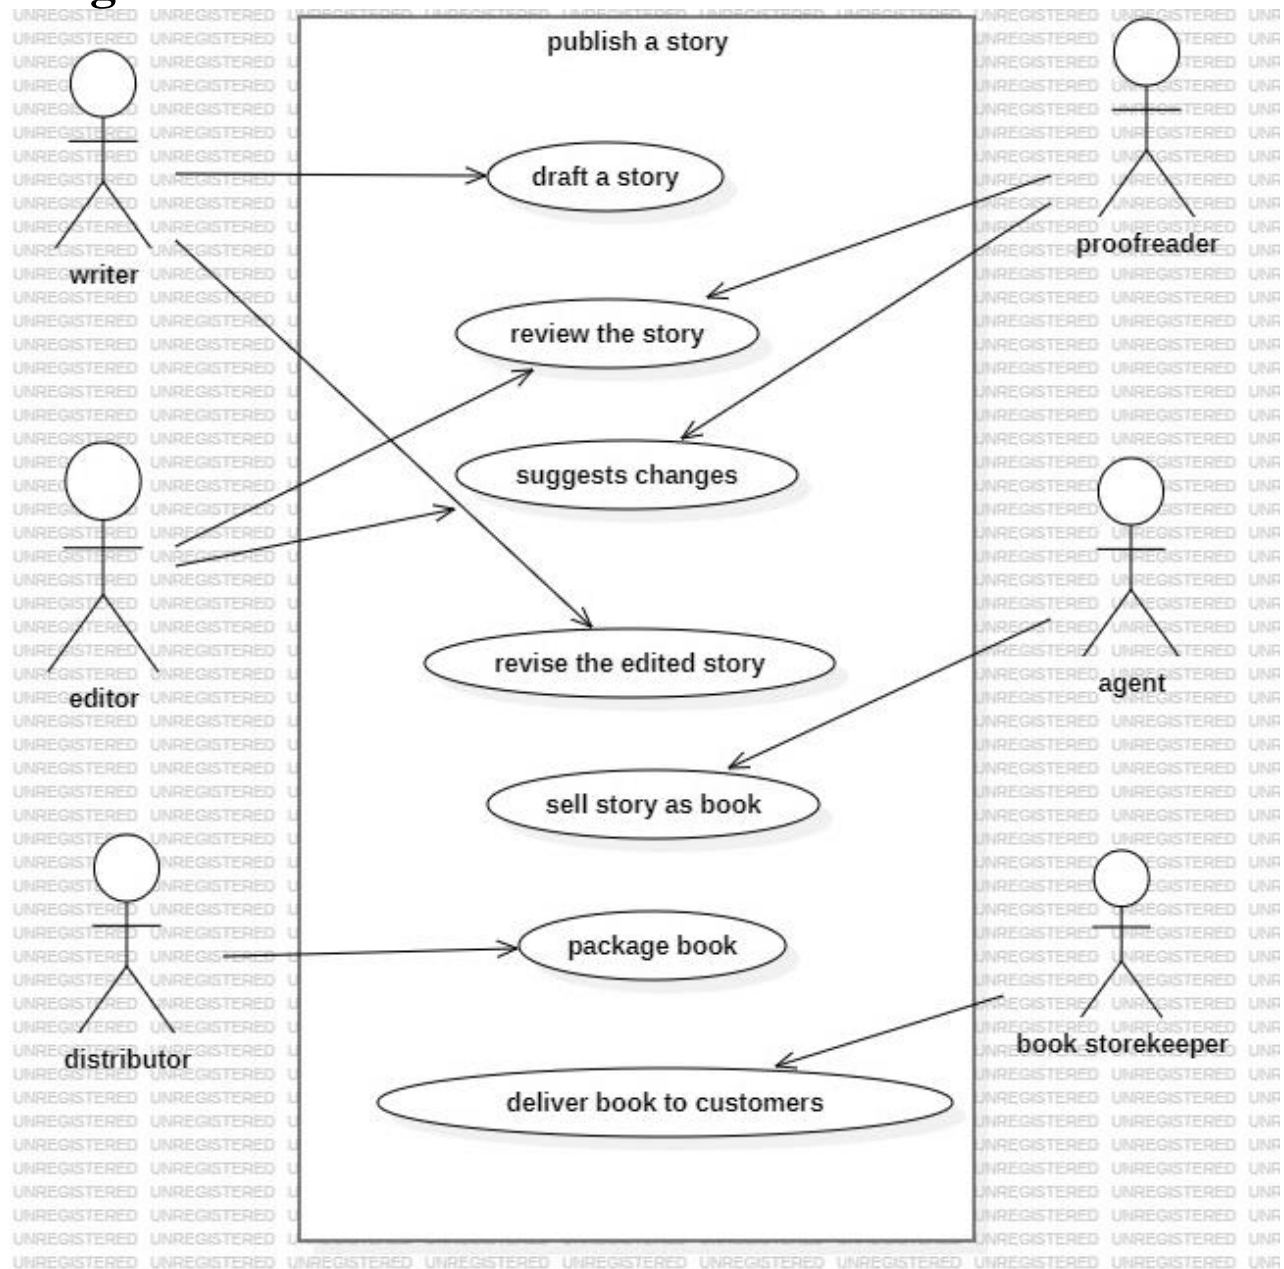 publish a story
draft a story
proofreader
writer
review the story
suggests changes
revise the edited story
agent
editor
sell story as book
package book
book storekeeper
distributor
deliver book to customers
UNREGISTERED